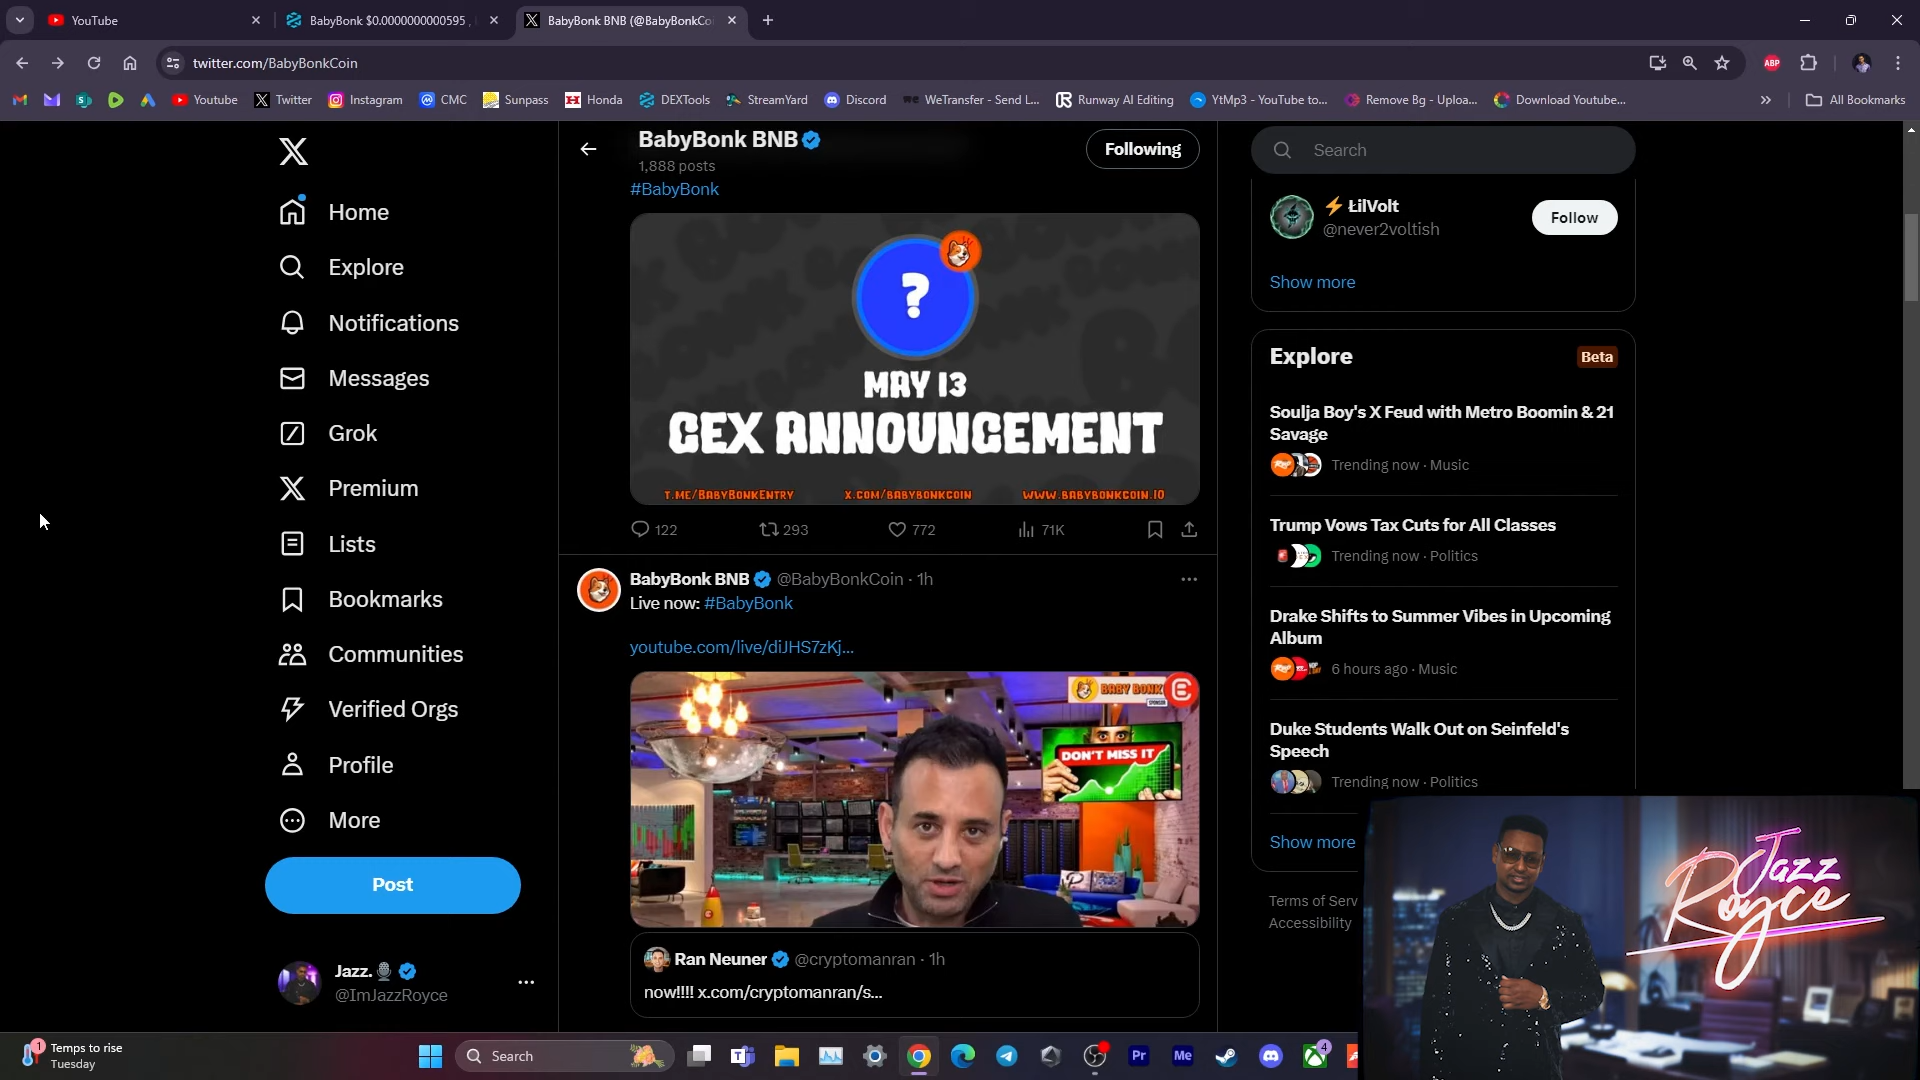 YouTube
BabyBonk $0.0000000000595 ,
BabyBonk BNB (@BabyBonkCo
twitter.com/BabyBonkCoin
ABP
Youtube
Twitter
Instagram
CMC
Sunpass
Honda
DEXTools
StreamYard
Discord
WeTransfer - Send L...
Runway AI Editing
YtMp3 - YouTube to...
Remove Bg - Uploa...
Download Youtube...
All Bookmarks
Home
Explore
Notifications
Messages
Grok
Premium
Lists
Bookmarks
Communities
Verified Orgs
Profile
More
Post
Jazz.
@ImJazzRoyce
BabyBonk BNB
1,888 posts
Following
#BabyBonk
?
MAY 13
CEX ANNOUNCEMENT
T.ME/BABYBONKENTRY
X.COM/BABYBONKCOIN
WWW.BABYBONKCOIN.IO
122
293
772
71K
BabyBonk BNB @BabyBonkCoin · 1h
Live now: #BabyBonk
youtube.com/live/diJHS7zKj...
BABY BONK
SPONSOR
DON'T MISS IT
Ran Neuner @cryptomanran · 1h
now!!!! x.com/cryptomanran/s...
Search
⚡ŁilVolt
@never2voltish
Follow
Show more
Explore
Beta
Soulja Boy's X Feud with Metro Boomin & 21
Savage
Trending now · Music
Trump Vows Tax Cuts for All Classes
Trending now · Politics
Drake Shifts to Summer Vibes in Upcoming
Album
6 hours ago · Music
Duke Students Walk Out on Seinfeld's
Speech
Trending now · Politics
Show more
Terms of Serv
Accessibility
Jazz
Royce
1
Temps to rise
Tuesday
Search
Pr
Me
4